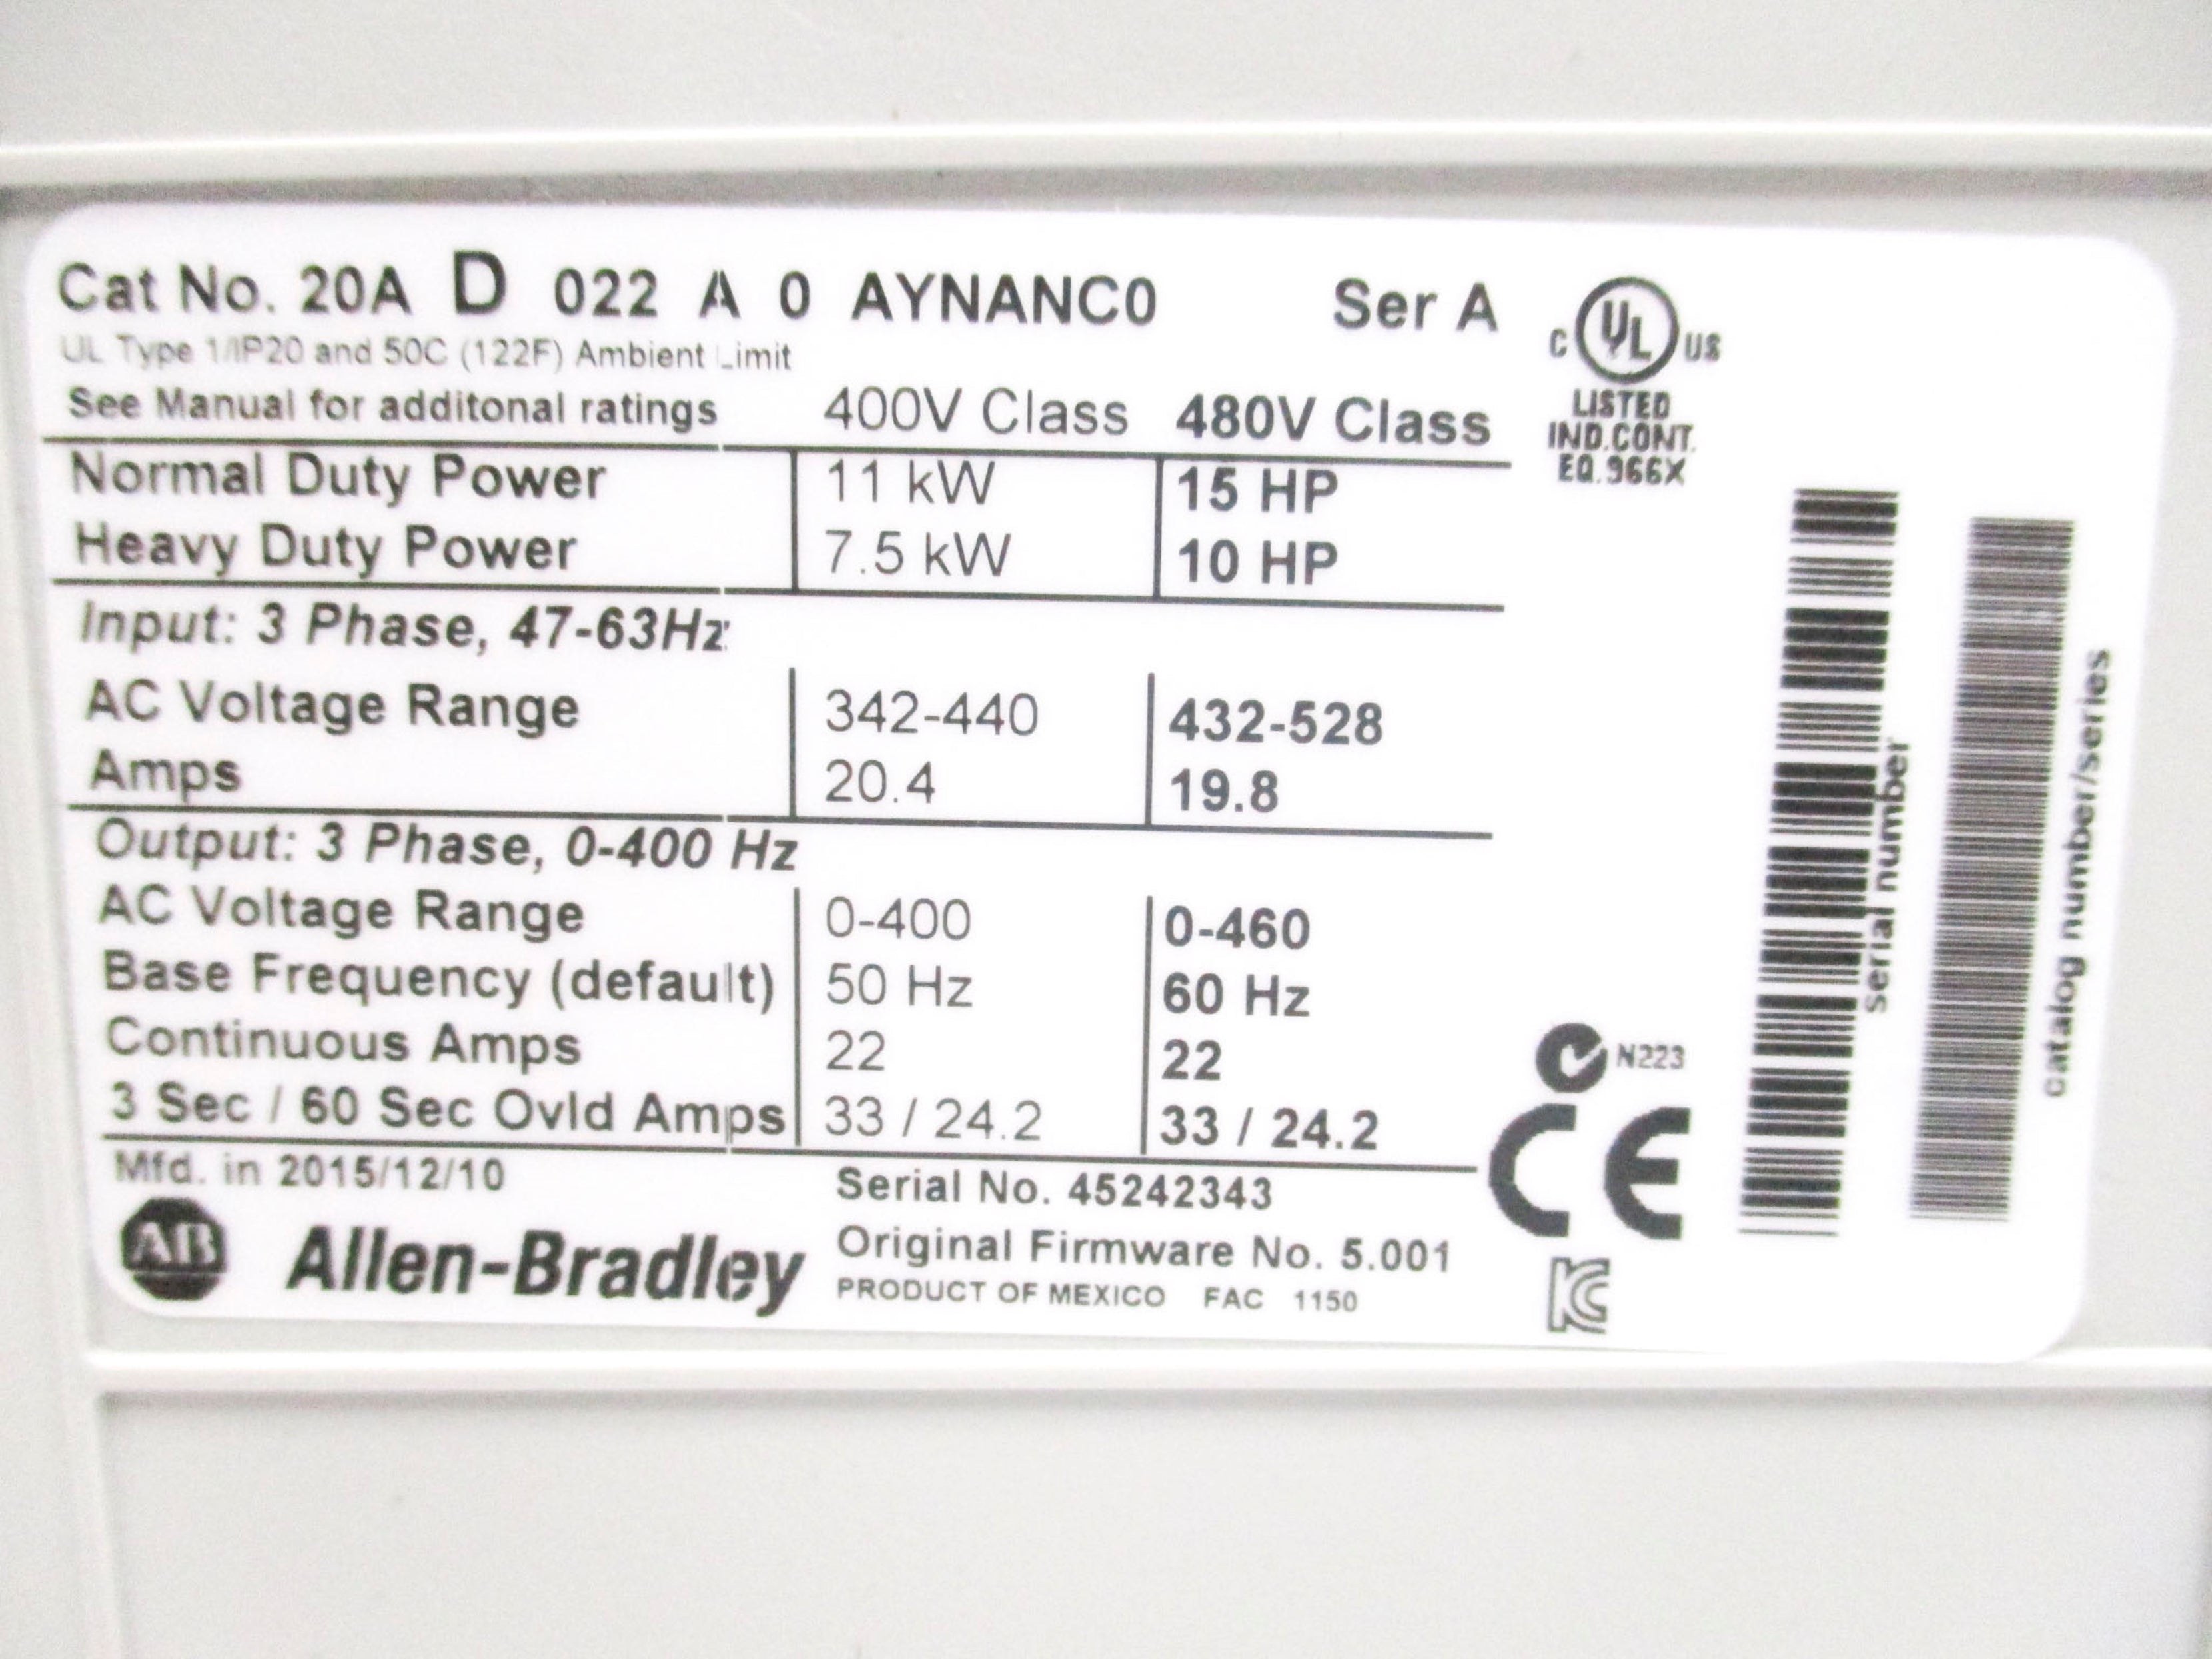 Cat No. 20A D 022 A 0 AYNANC0 Ser A
UL Type 1/IP20 and 50C (122F) Ambient Limit
See Manual for additonal ratings 400V Class 480V Class
Normal Duty Power 11 kW 15 HP
Heavy Duty Power 7.5 kW 10 HP
Input: 3 Phase, 47-63Hz
AC Voltage Range 342-440 432-528
Amps 20.4 19.8
Output: 3 Phase, 0-400 Hz
AC Voltage Range 0-400 0-460
Base Frequency (default) 50 Hz 60 Hz
Continuous Amps 22 22
3 Sec / 60 Sec Ovld Amps 33 / 24.2 33 / 24.2
Mfd. in 2015/12/10 Serial No. 45242343
AB Allen-Bradley Original Firmware No. 5.001
PRODUCT OF MEXICO FAC 1150
C UL US
LISTED
IND.CONT.
EQ.966X
N223
CE
KC
serial number
catalog number/series